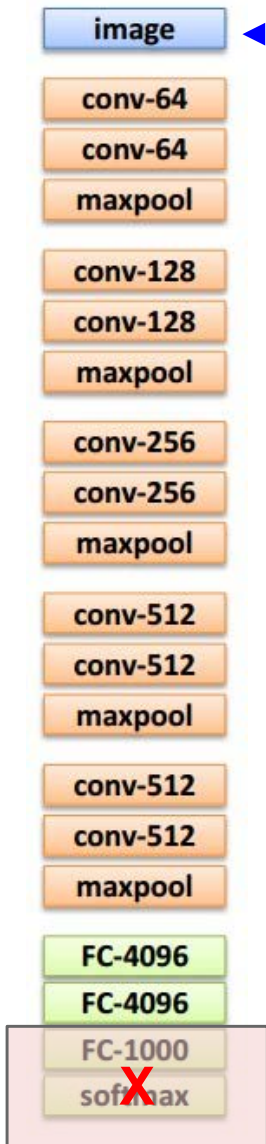 image
conv-64
conv-64
maxpool
conv-128
conv-128
maxpool
conv-256
conv-256
maxpool
conv-512
conv-512
maxpool
conv-512
conv-512
maxpool
FC-4096
FC-4096
FC-1000
softmax
X